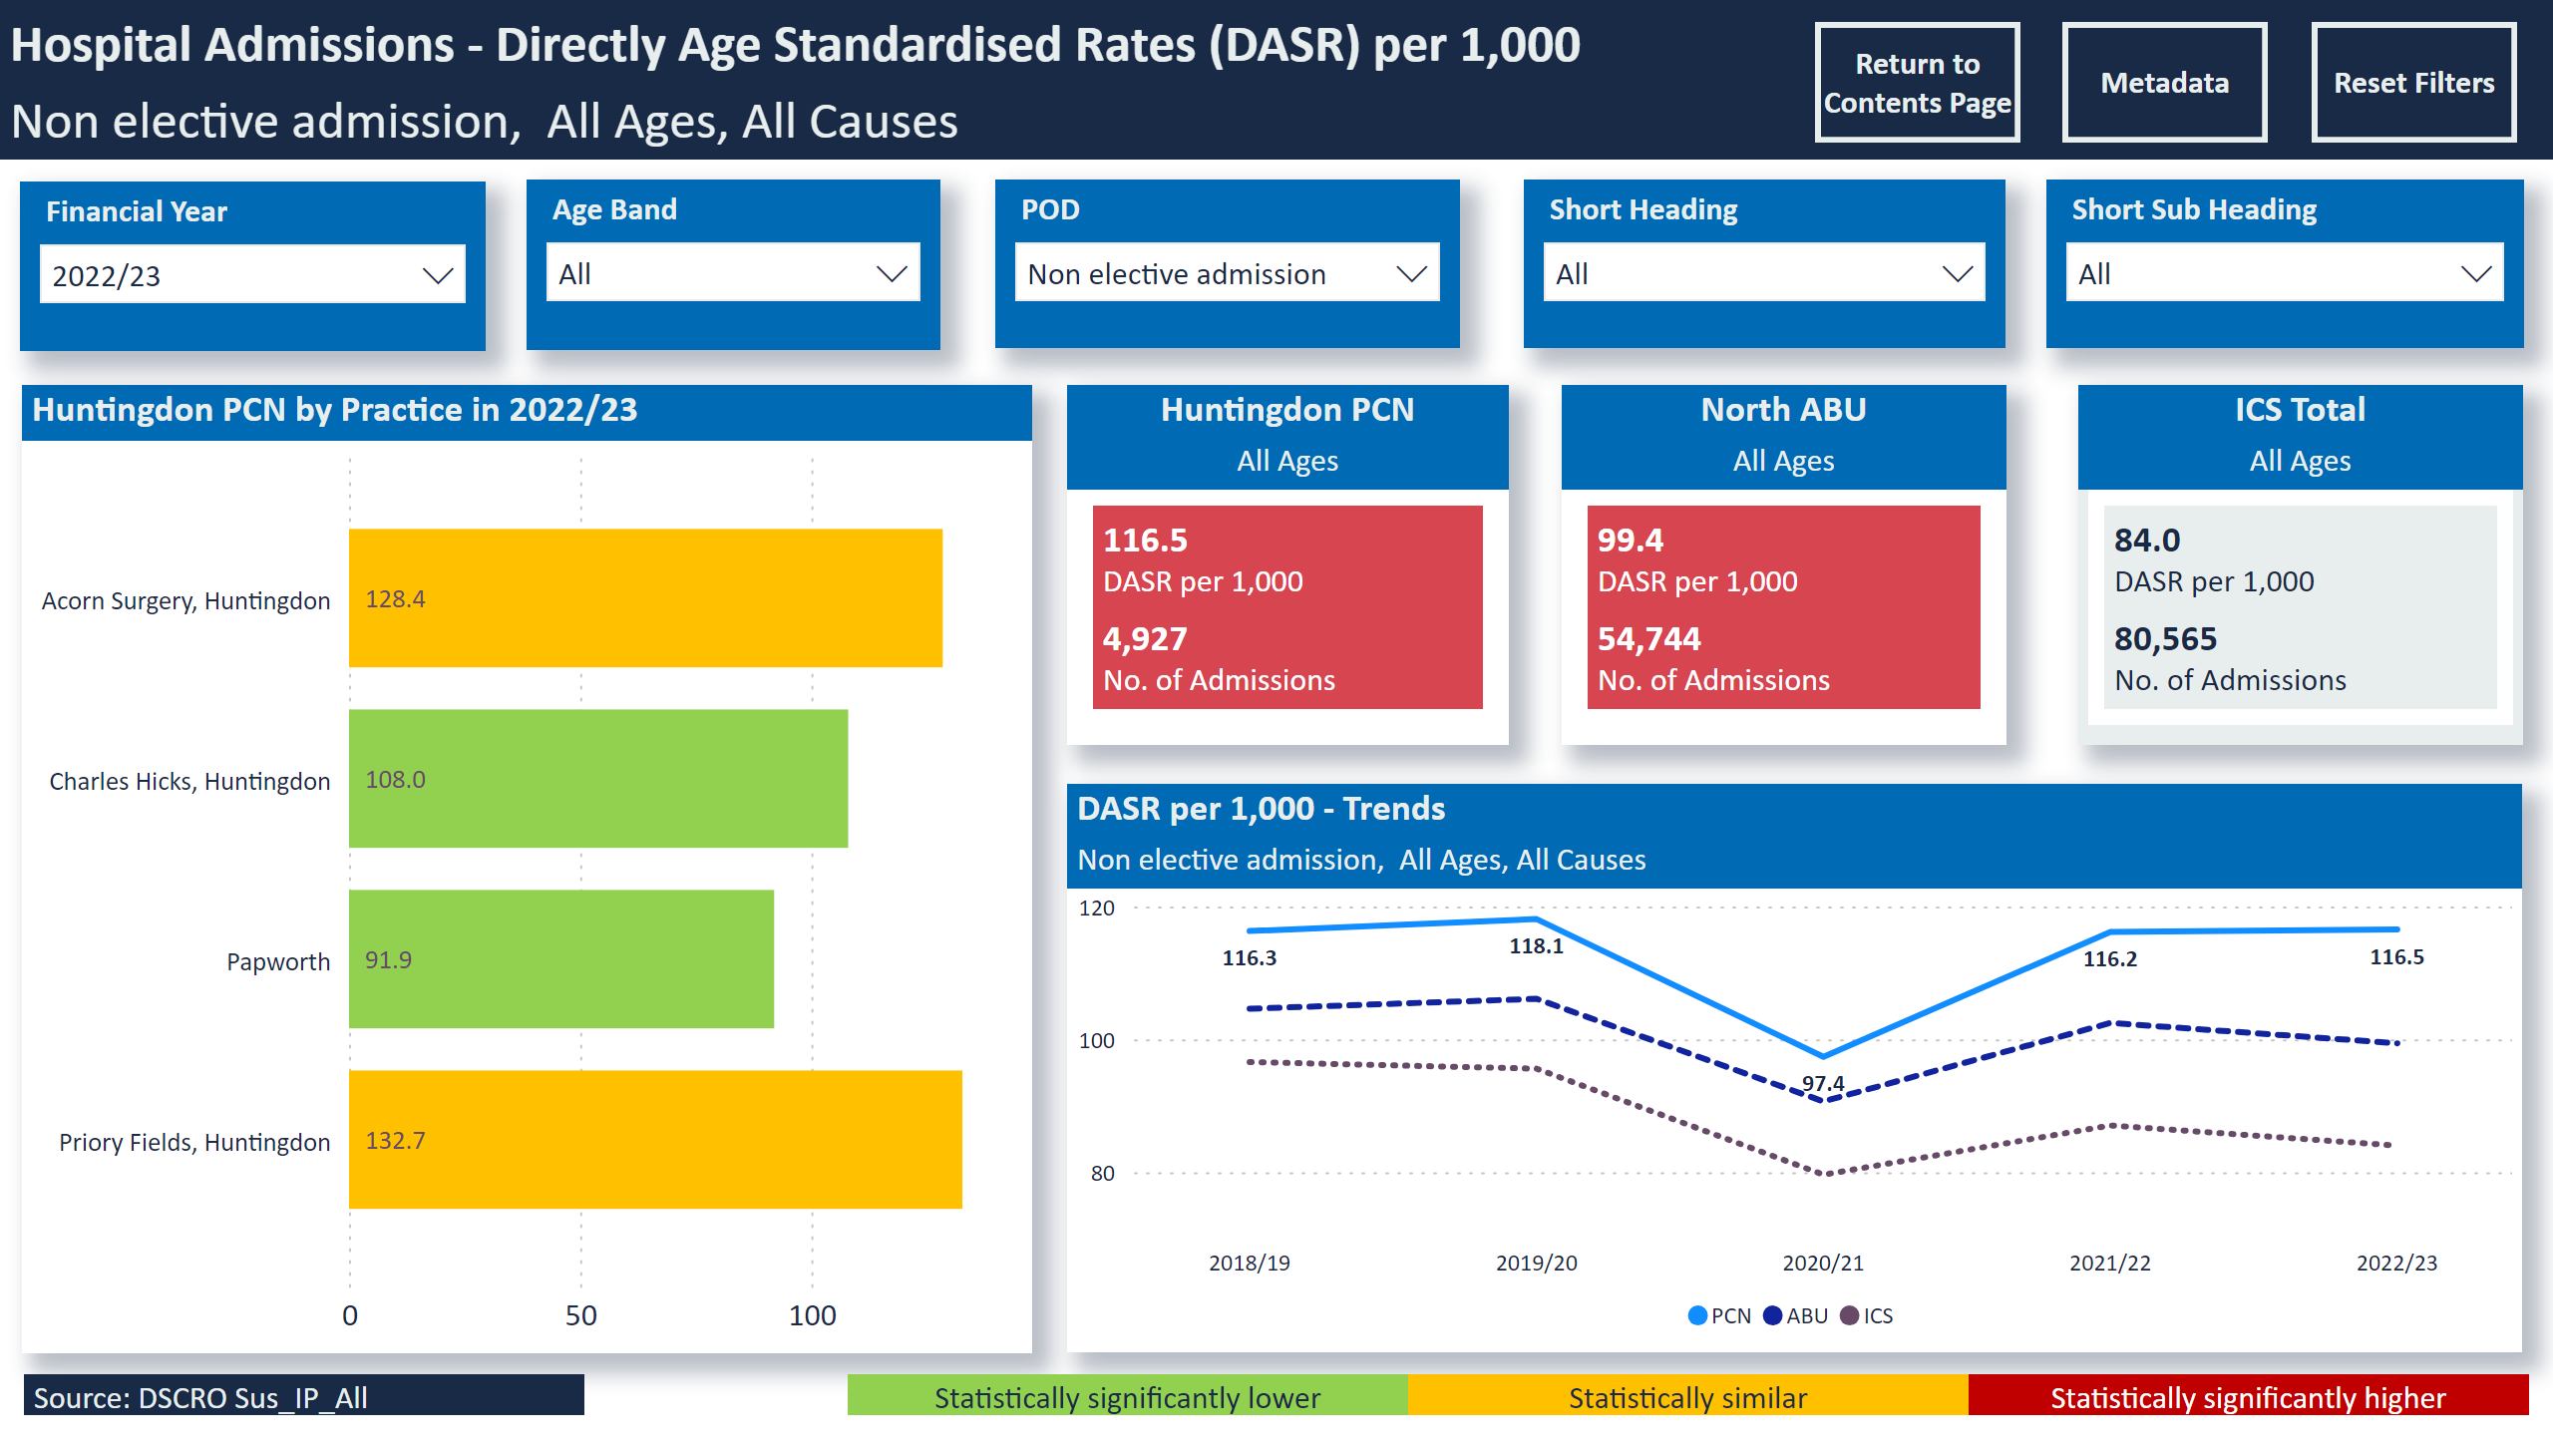 Hospital Admissions - Directly Age Standardised Rates (DASR) per 1,000
Non elective admission,  All Ages, All Causes
Return to
Contents Page
Metadata
Reset Filters
Financial Year
2022/23
Age Band
All
POD
Non elective admission
Short Heading
All
Short Sub Heading
All
Huntingdon PCN by Practice in 2022/23
Acorn Surgery, Huntingdon
128.4
Charles Hicks, Huntingdon
108.0
Papworth
91.9
Priory Fields, Huntingdon
132.7
0
50
100
Huntingdon PCN
All Ages
116.5
DASR per 1,000
4,927
No. of Admissions
North ABU
All Ages
99.4
DASR per 1,000
54,744
No. of Admissions
ICS Total
All Ages
84.0
DASR per 1,000
80,565
No. of Admissions
DASR per 1,000 - Trends
Non elective admission,  All Ages, All Causes
120
100
80
116.3
118.1
97.4
116.2
116.5
2018/19
2019/20
2020/21
2021/22
2022/23
PCN
ABU
ICS
Source: DSCRO Sus_IP_All
Statistically significantly lower
Statistically similar
Statistically significantly higher